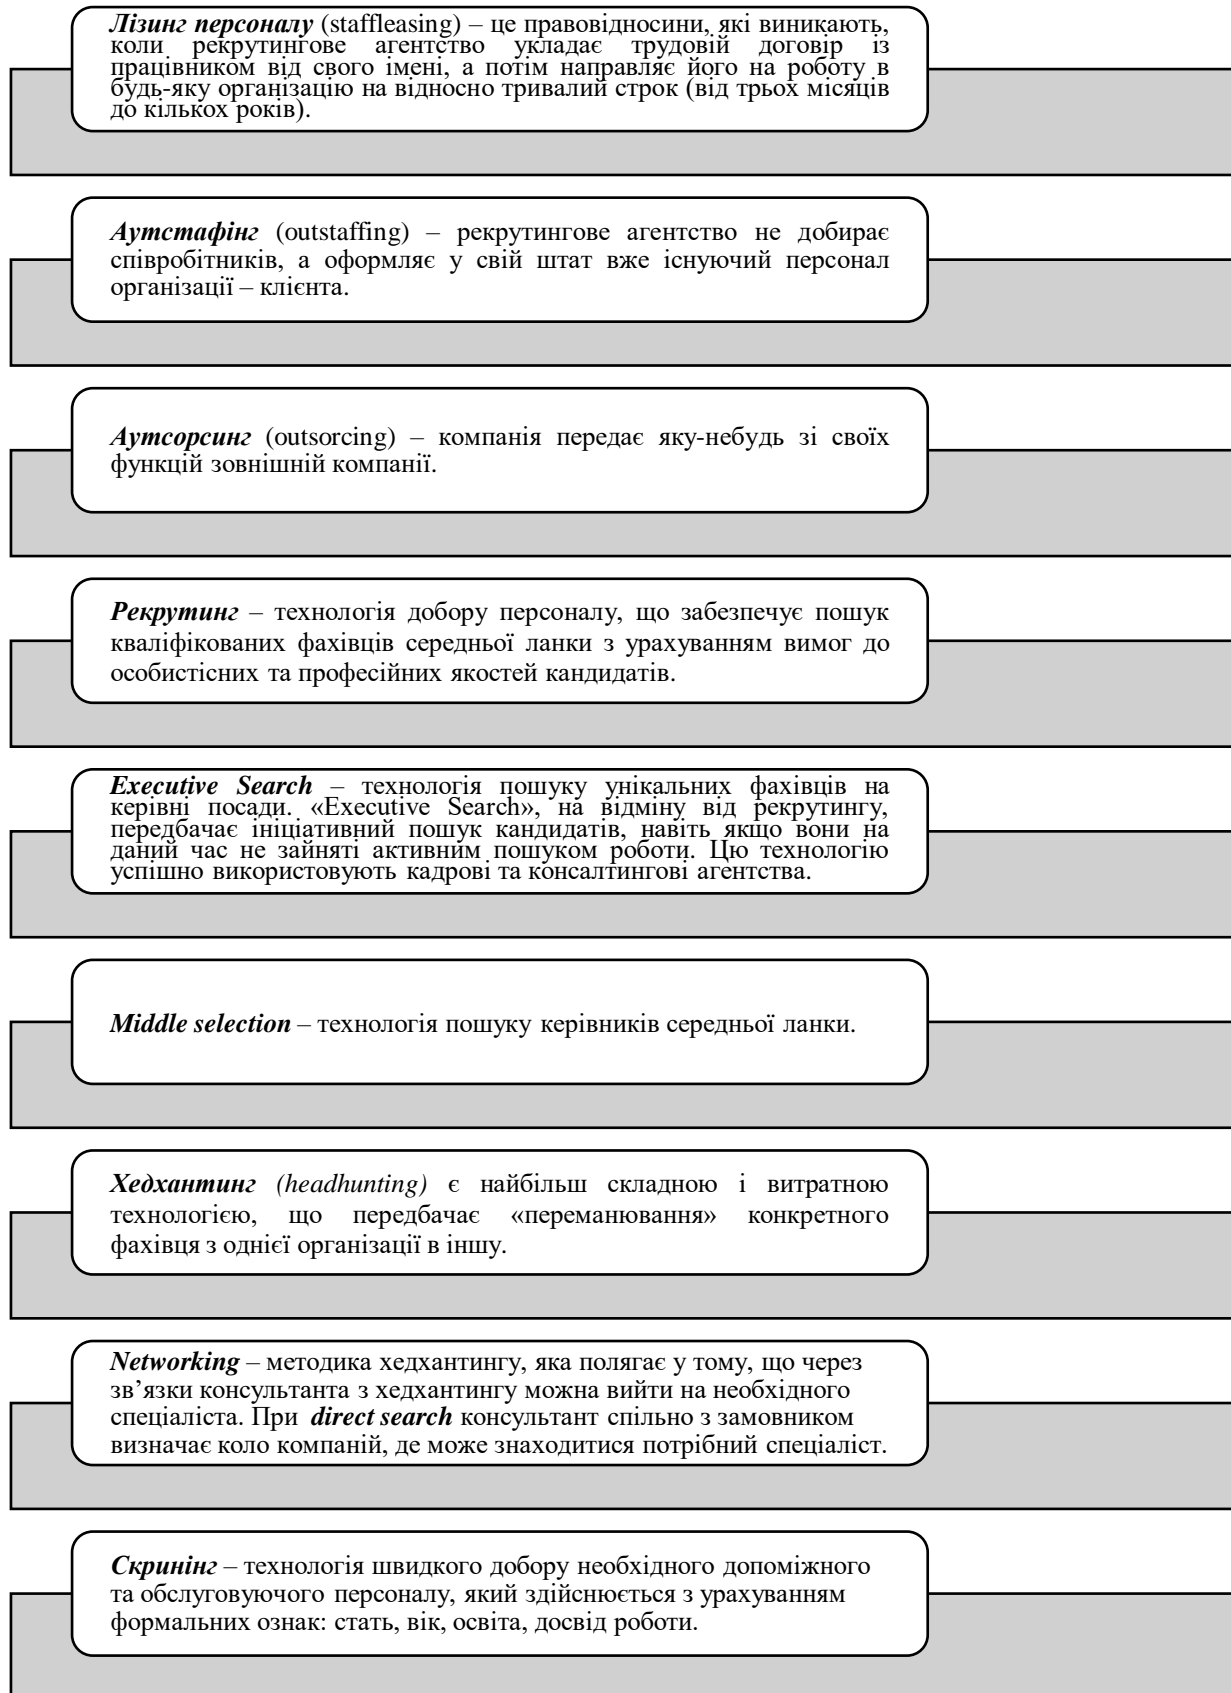 Лізинг персоналу (staffleasing) – це правовідносини, які виникають,
коли рекрутингове агентство укладає трудовій договір із
працівником від свого імені, а потім направляє його на роботу в
будь-яку організацію на відносно тривалий строк (від трьох місяців
до кількох років).
Аутстафінг (outstaffing) – рекрутингове агентство не добирає
співробітників, а оформляє у свій штат вже існуючий персонал
організації – клієнта.
Аутсорсинг (outsorcing) – компанія передає яку-небудь зі своїх
функцій зовнішній компанії.
Рекрутинг – технологія добору персоналу, що забезпечує пошук
кваліфікованих фахівців середньої ланки з урахуванням вимог до
особистісних та професійних якостей кандидатів.
Executive Search – технологія пошуку унікальних фахівців на
керівні посади. «Executive Search», на відміну від рекрутингу,
передбачає ініціативний пошук кандидатів, навіть якщо вони на
даний час не зайняті активним пошуком роботи. Цю технологію
успішно використовують кадрові та консалтингові агентства.
Middle selection – технологія пошуку керівників середньої ланки.
Хедхантинг (headhunting) є найбільш складною і витратною
технологією, що передбачає «переманювання» конкретного
фахівця з однієї організації в іншу.
Networking – методика хедхантингу, яка полягає у тому, що через
зв’язки консультанта з хедхантингу можна вийти на необхідного
спеціаліста. При direct search консультант спільно з замовником
визначає коло компаній, де може знаходитися потрібний спеціаліст.
Скринінг – технологія швидкого добору необхідного допоміжного
та обслуговуючого персоналу, який здійснюється з урахуванням
формальних ознак: стать, вік, освіта, досвід роботи.